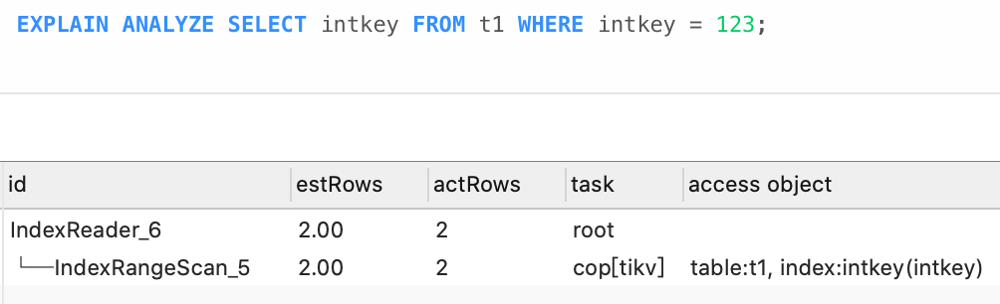 EXPLAIN ANALYZE SELECT intkey FROM t1 WHERE intkey = 123;
id estRows actRows task access object
IndexReader_6 2.00 2 root
└──IndexRangeScan_5 2.00 2 cop[tikv] table:t1, index:intkey(intkey)